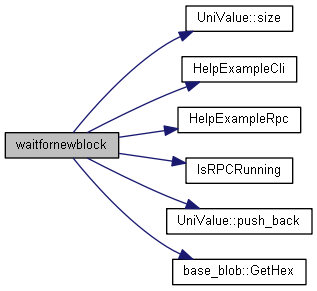 UniValue::size
HelpExampleCli
HelpExampleRpc
waitfornewblock
IsRPCRunning
UniValue::push_back
base_blob::GetHex